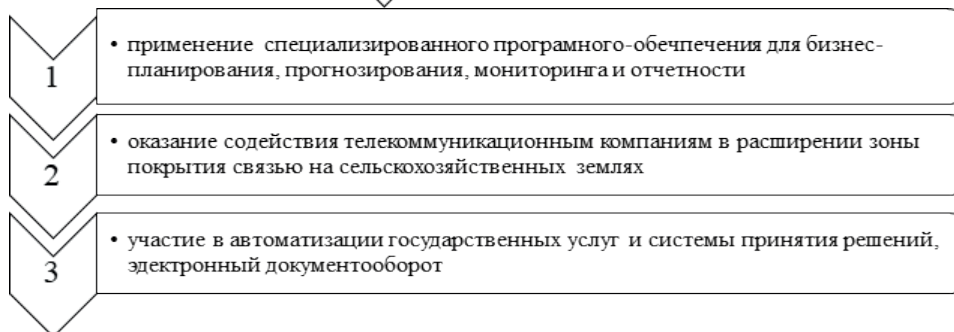 • применение специализированного програмного-обечпечения для бизнес-
планирования, прогнозирования, мониторинга и отчетности
1
• оказание содействия телекоммуникационным компаниям в расширении зоны
покрытия связью на сельскохозяйственных землях
2
• участие в автоматизации государственных услуг и системы принятия решений,
эдектронный документооборот
3